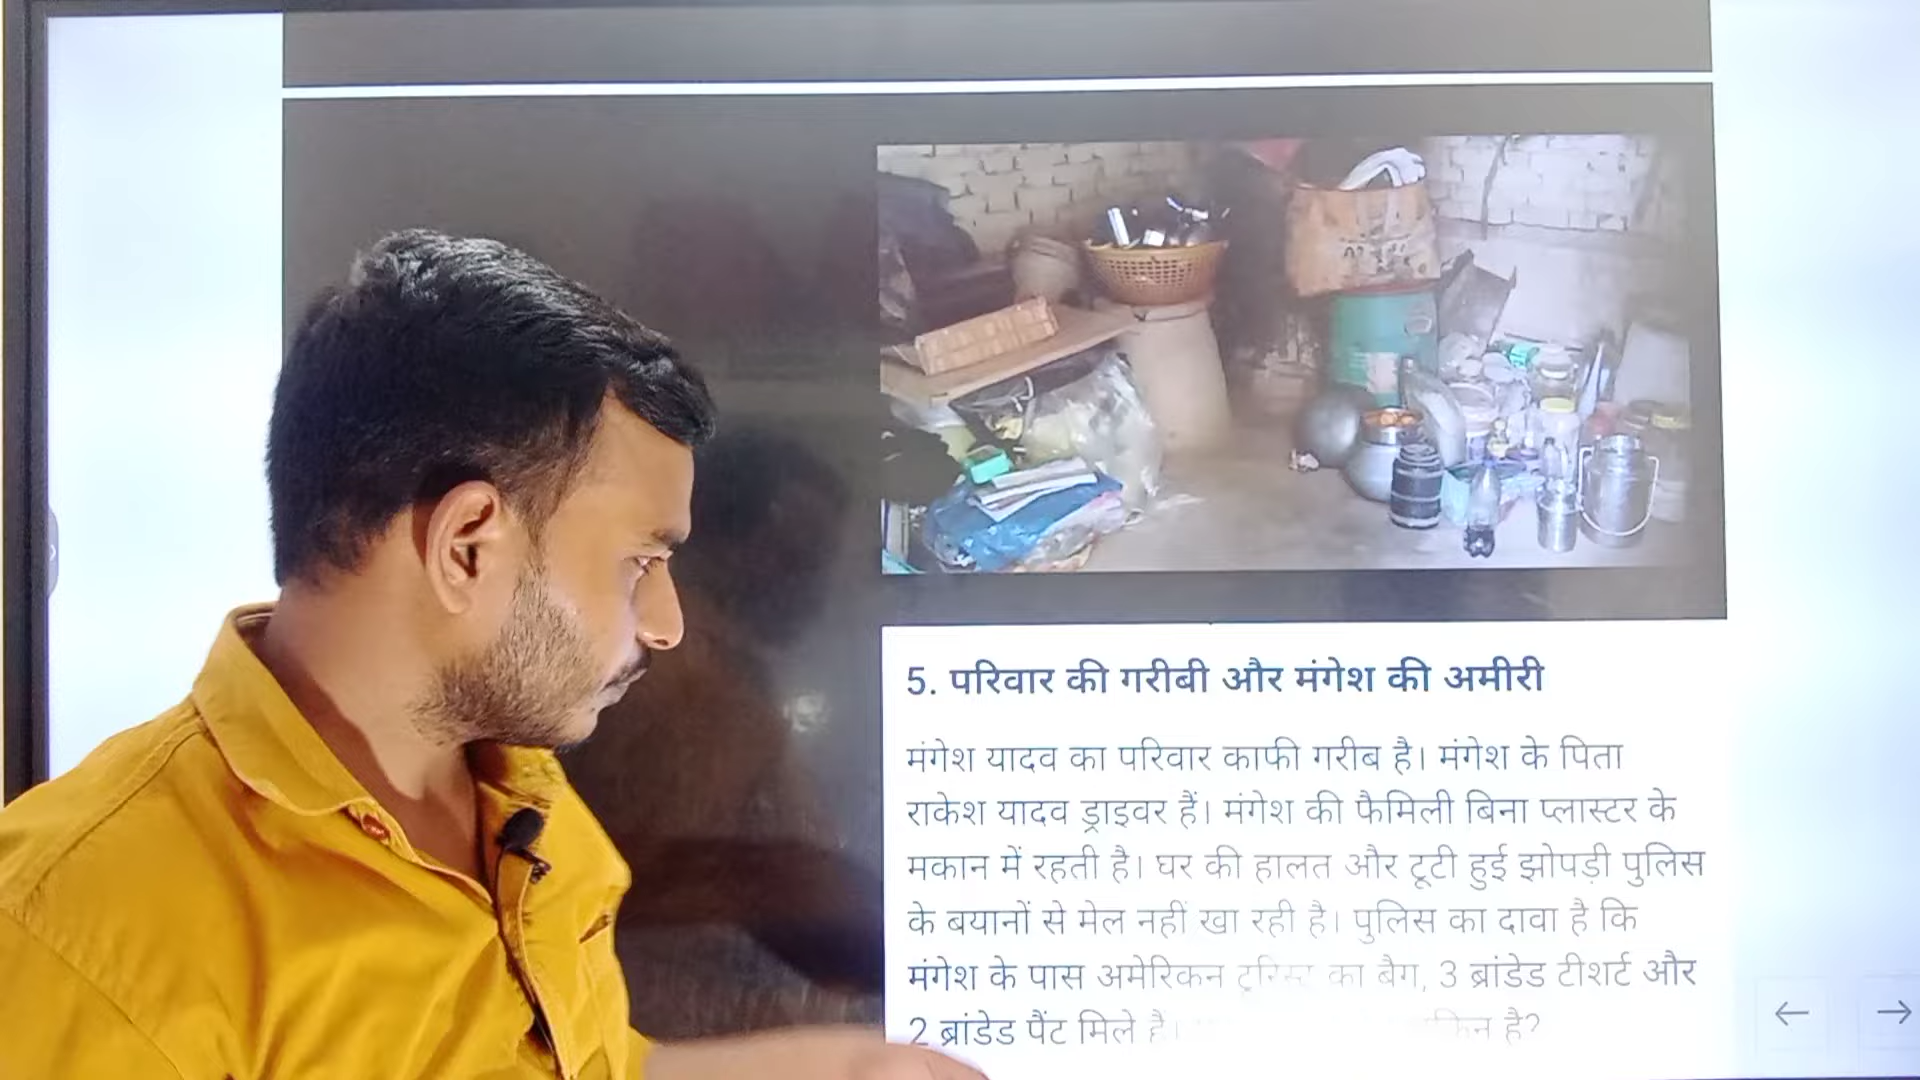 5. परिवार की गरीबी और मंगेश की अमीरी
मंगेश यादव का परिवार काफी गरीब है। मंगेश के पिता
राकेश यादव ड्राइवर हैं। मंगेश की फैमिली बिना प्लास्टर के
मकान में रहती है। घर की हालत और टूटी हुई झोपड़ी पुलिस
के बयानों से मेल नहीं खा रही है। पुलिस का दावा है कि
मंगेश के पास अमेरिकन टूरिस्ट का बैग, 3 ब्रांडेड टीशर्ट और
2 ब्रांडेड पैंट मिले हैं। है?